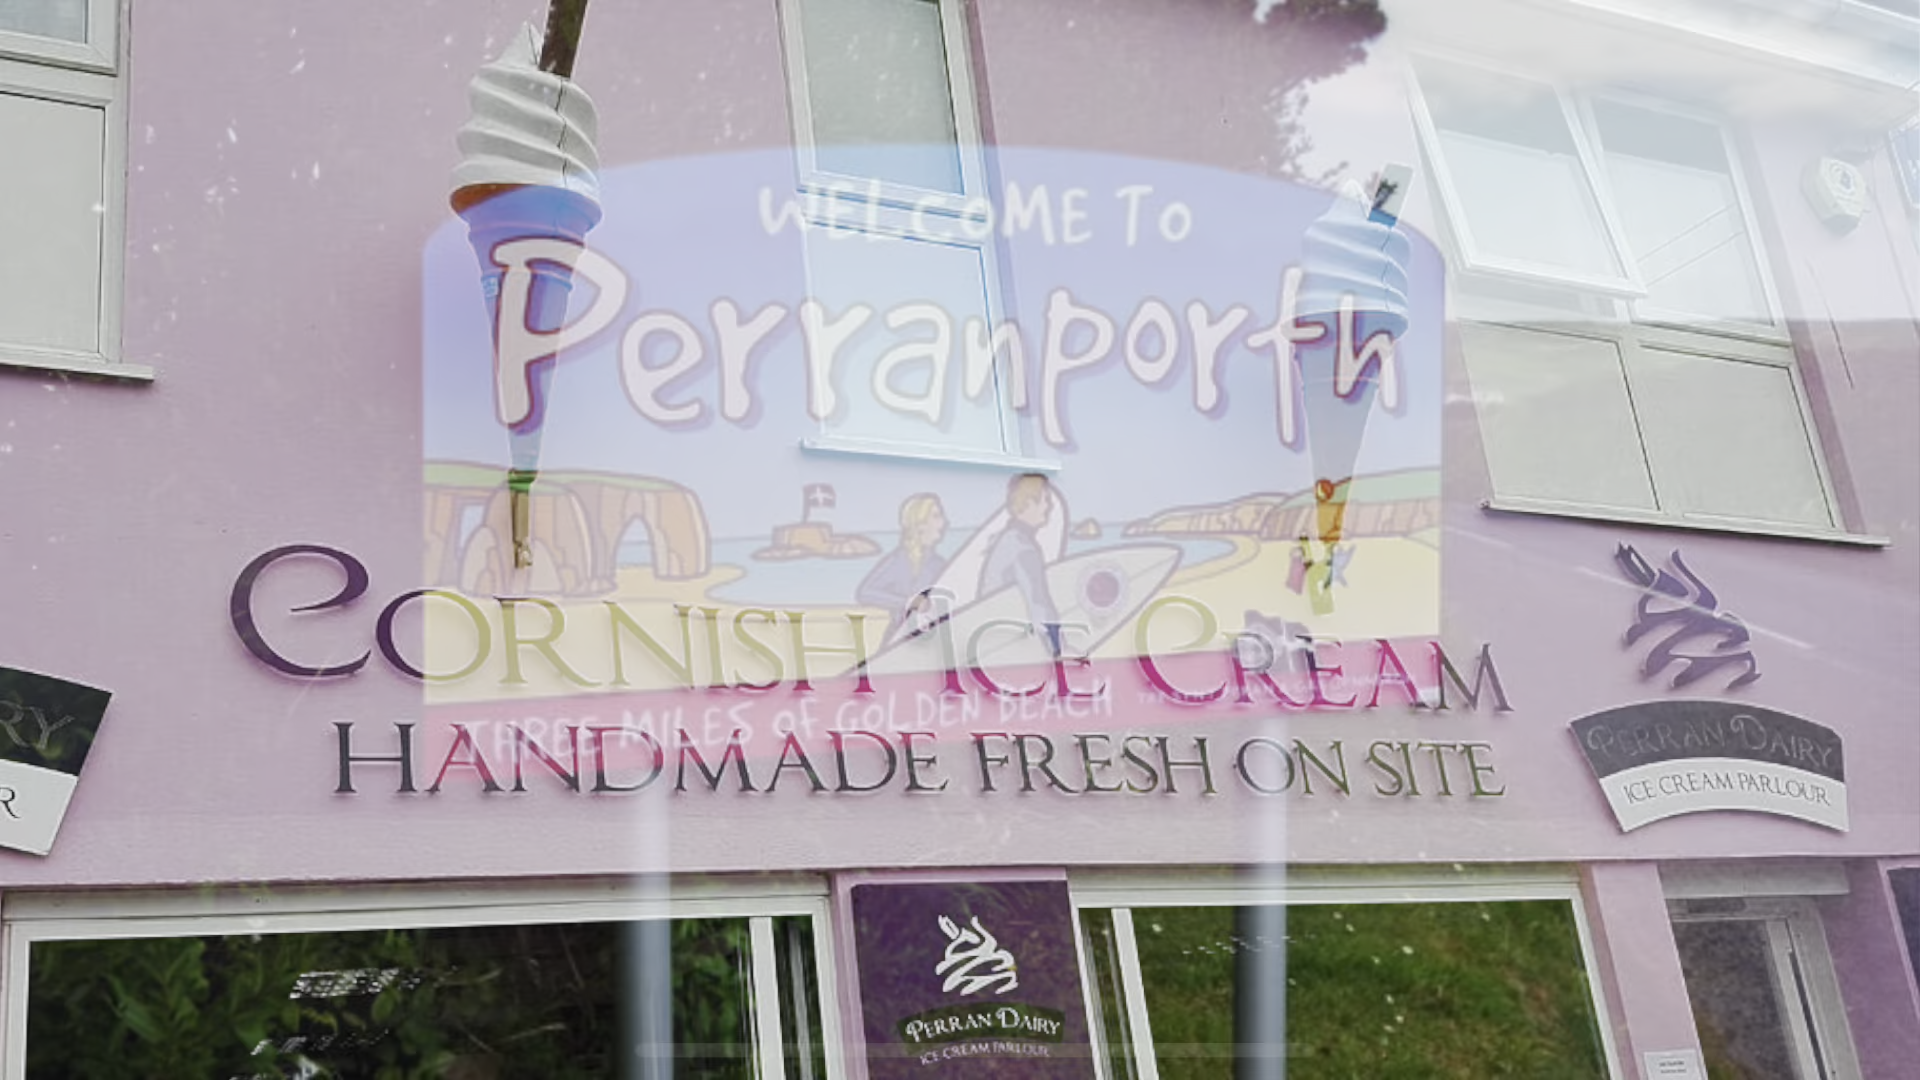 WELCOME TO
Perranporth
CORNISH ICE CREAM
THREE MILES OF GOLDEN BEACH
HANDMADE FRESH ON SITE
RY
R
PERRAN DAIRY
ICE CREAM PARLOUR
PERRAN DAIRY
ICE CREAM PARLOUR